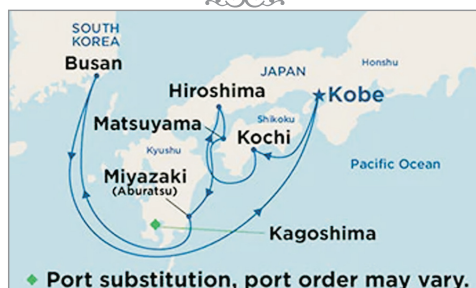 SOUTH
KOREA
Busan
Hiroshima
JAPAN
Honshu
Kobe
Matsuyama
Shikoku
Kochi
Kyushu
Miyazaki
(Aburatsu)
Pacific Ocean
Kagoshima
Port substitution, port order may vary.